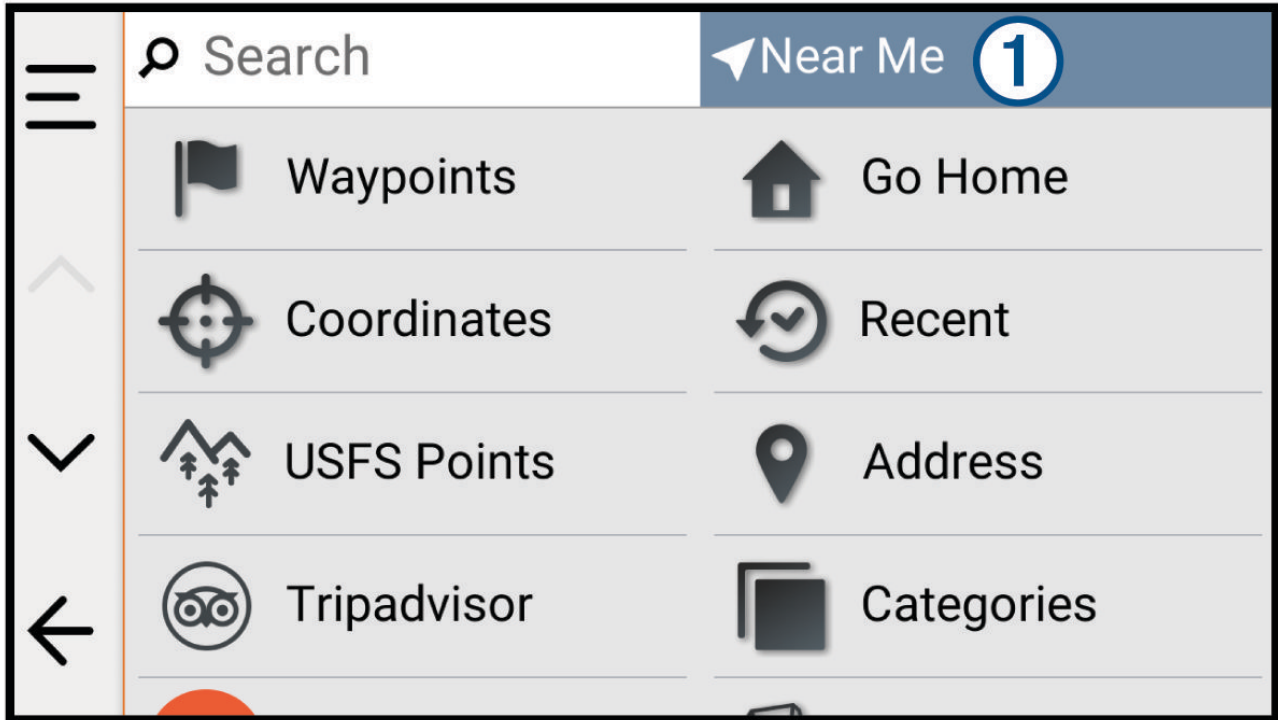 Search
Near Me 1
Waypoints
Go Home
Coordinates
Recent
USFS Points
Address
Tripadvisor
Categories